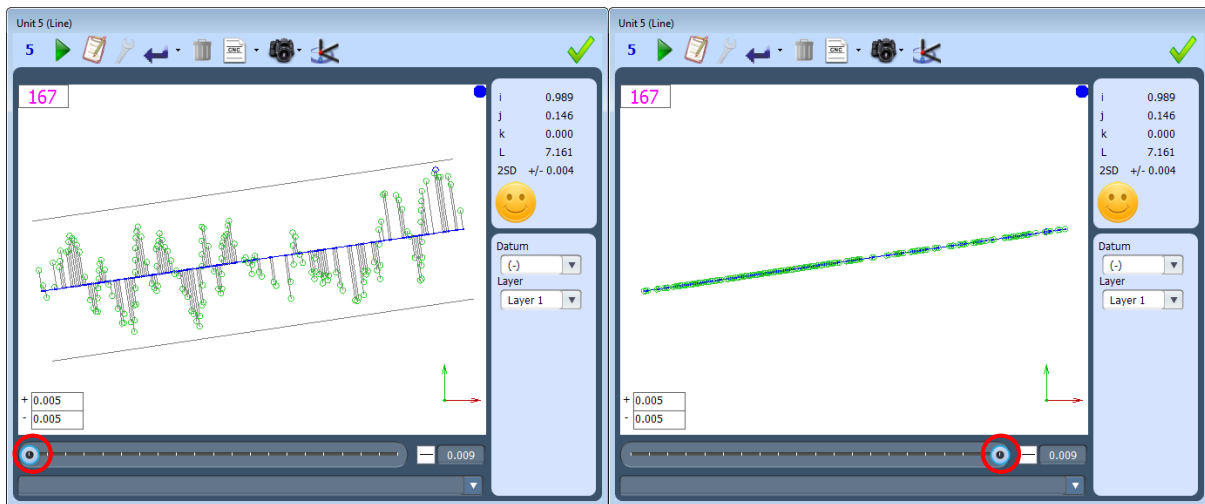 Unit 5 (Line)
5 CNC
167
i 0.989
j 0.146
k 0.000
L 7.161
2SD +/- 0.004
Datum
(-)
Layer
Layer 1
+ 0.005
- 0.005
0.009
Unit 5 (Line)
5 CNC
167
i 0.989
j 0.146
k 0.000
L 7.161
2SD +/- 0.004
Datum
(-)
Layer
Layer 1
+ 0.005
- 0.005
0.009